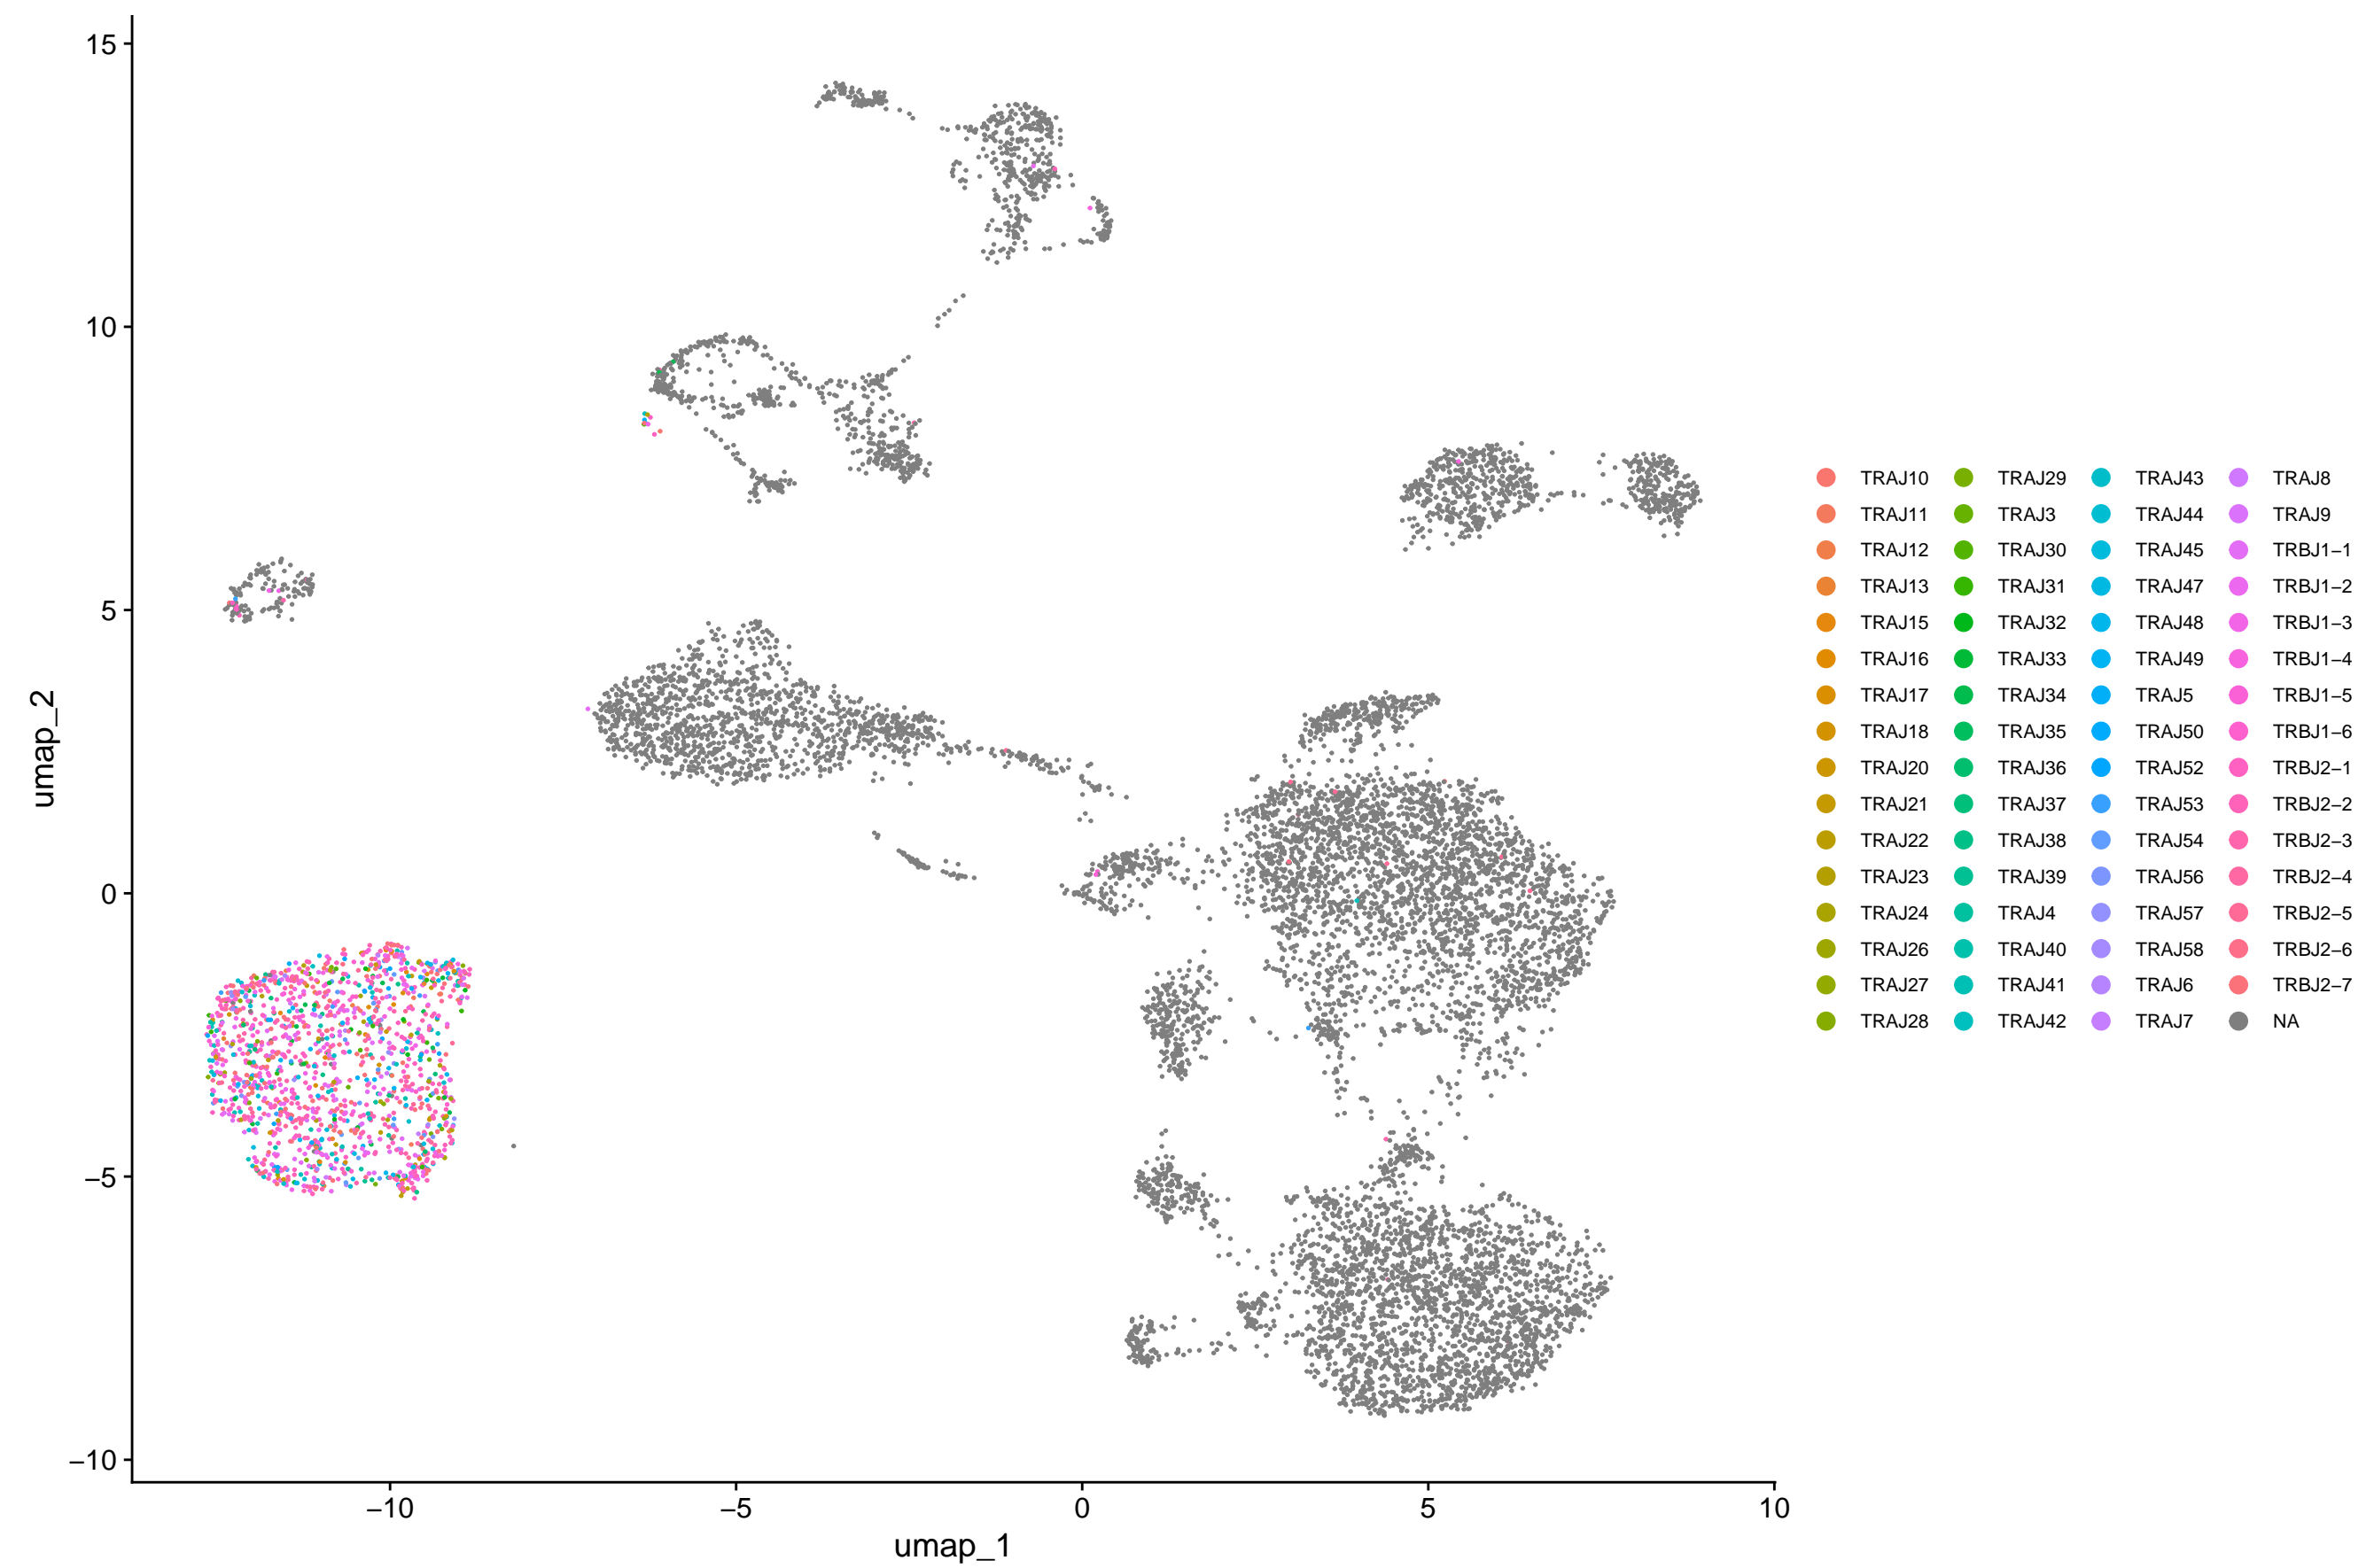 15
10
5
0
−5
−10
umap_2
−10
−5
0
5
10
umap_1
TRAJ10 TRAJ29 TRAJ43 TRAJ8
TRAJ11 TRAJ3 TRAJ44 TRAJ9
TRAJ12 TRAJ30 TRAJ45 TRBJ1−1
TRAJ13 TRAJ31 TRAJ47 TRBJ1−2
TRAJ15 TRAJ32 TRAJ48 TRBJ1−3
TRAJ16 TRAJ33 TRAJ49 TRBJ1−4
TRAJ17 TRAJ34 TRAJ5 TRBJ1−5
TRAJ18 TRAJ35 TRAJ50 TRBJ1−6
TRAJ20 TRAJ36 TRAJ52 TRBJ2−1
TRAJ21 TRAJ37 TRAJ53 TRBJ2−2
TRAJ22 TRAJ38 TRAJ54 TRBJ2−3
TRAJ23 TRAJ39 TRAJ56 TRBJ2−4
TRAJ24 TRAJ4 TRAJ57 TRBJ2−5
TRAJ26 TRAJ40 TRAJ58 TRBJ2−6
TRAJ27 TRAJ41 TRAJ6 TRBJ2−7
TRAJ28 TRAJ42 TRAJ7 NA